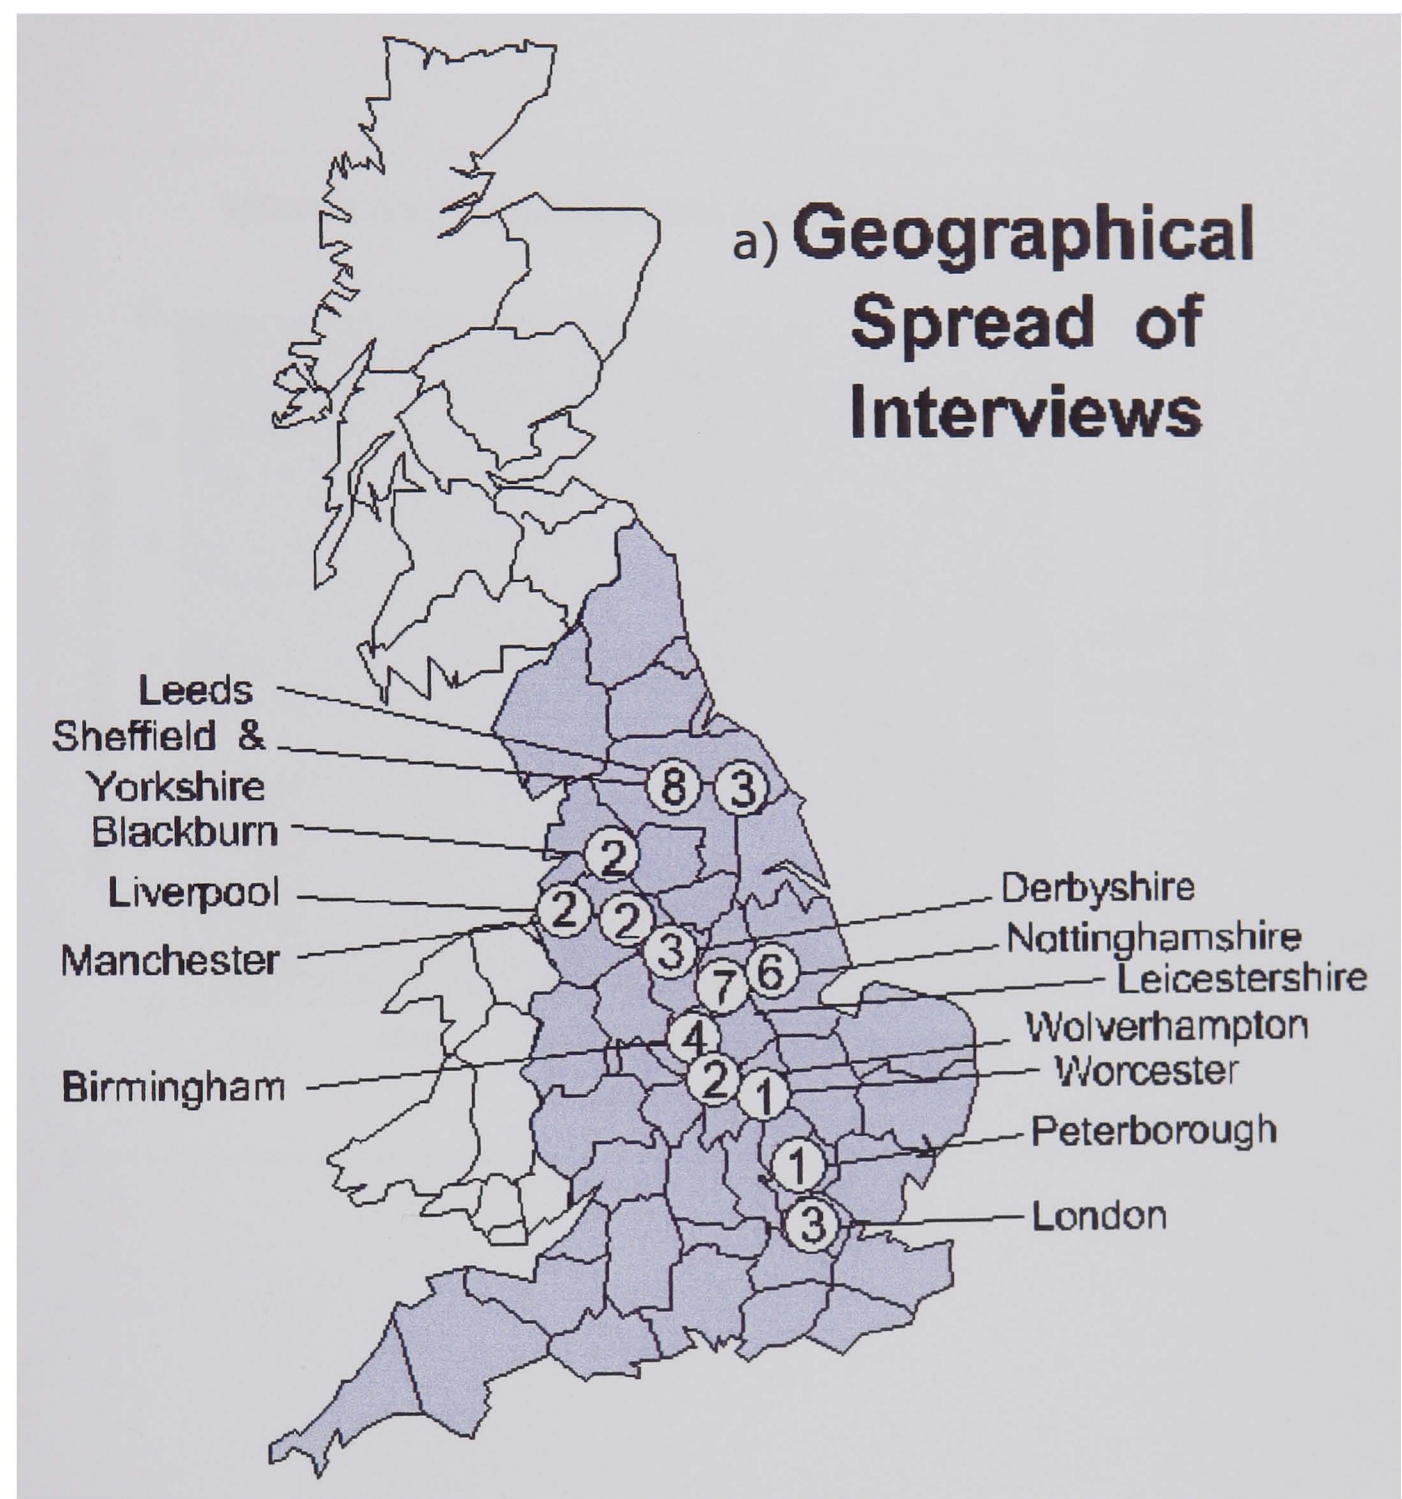 a) Geographical
Spread of
Interviews
Leeds
Sheffield &
Yorkshire
Blackburn
Liverpool
Manchester
Birmingham
8
3
2
2
2
3
7
6
4
2
1
1
3
Derbyshire
Nottinghamshire
Leicestershire
Wolverhampton
Worcester
Peterborough
London